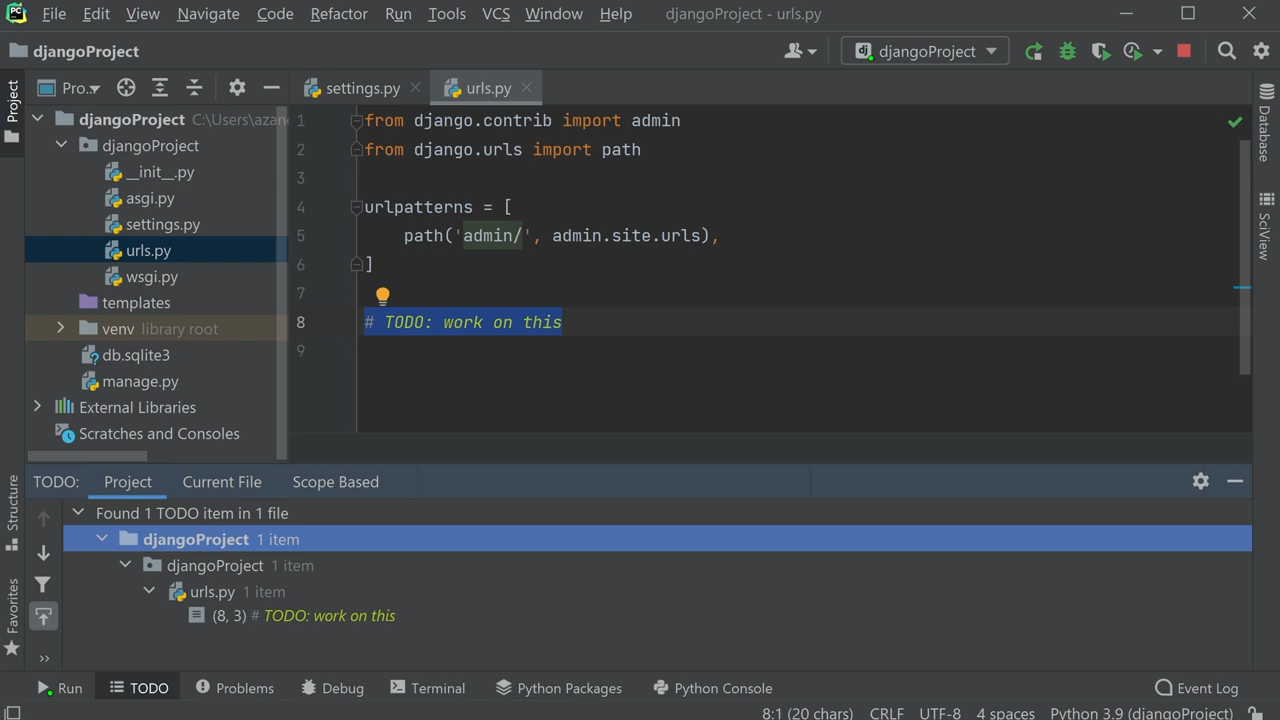 PC File Edit View Navigate Code Refactor Run Tools VCS Window Help djangoProject - urls.py
djangoProject
dj djangoProject
Project
Pro...
settings.py
urls.py
djangoProject C:\Users\azan
djangoProject
__init__.py
asgi.py
settings.py
urls.py
wsgi.py
templates
venv library root
db.sqlite3
manage.py
External Libraries
Scratches and Consoles
1 from django.contrib import admin
2 from django.urls import path
3
4 urlpatterns = [
5 path('admin/', admin.site.urls),
6 ]
7
8 # TODO: work on this
9
Database
SciView
TODO: Project Current File Scope Based
Found 1 TODO item in 1 file
djangoProject 1 item
djangoProject 1 item
urls.py 1 item
(8, 3) # TODO: work on this
Structure
Favorites
Run TODO Problems Debug Terminal Python Packages Python Console Event Log
8:1 (20 chars) CRLF UTF-8 4 spaces Python 3.9 (djangoProject)